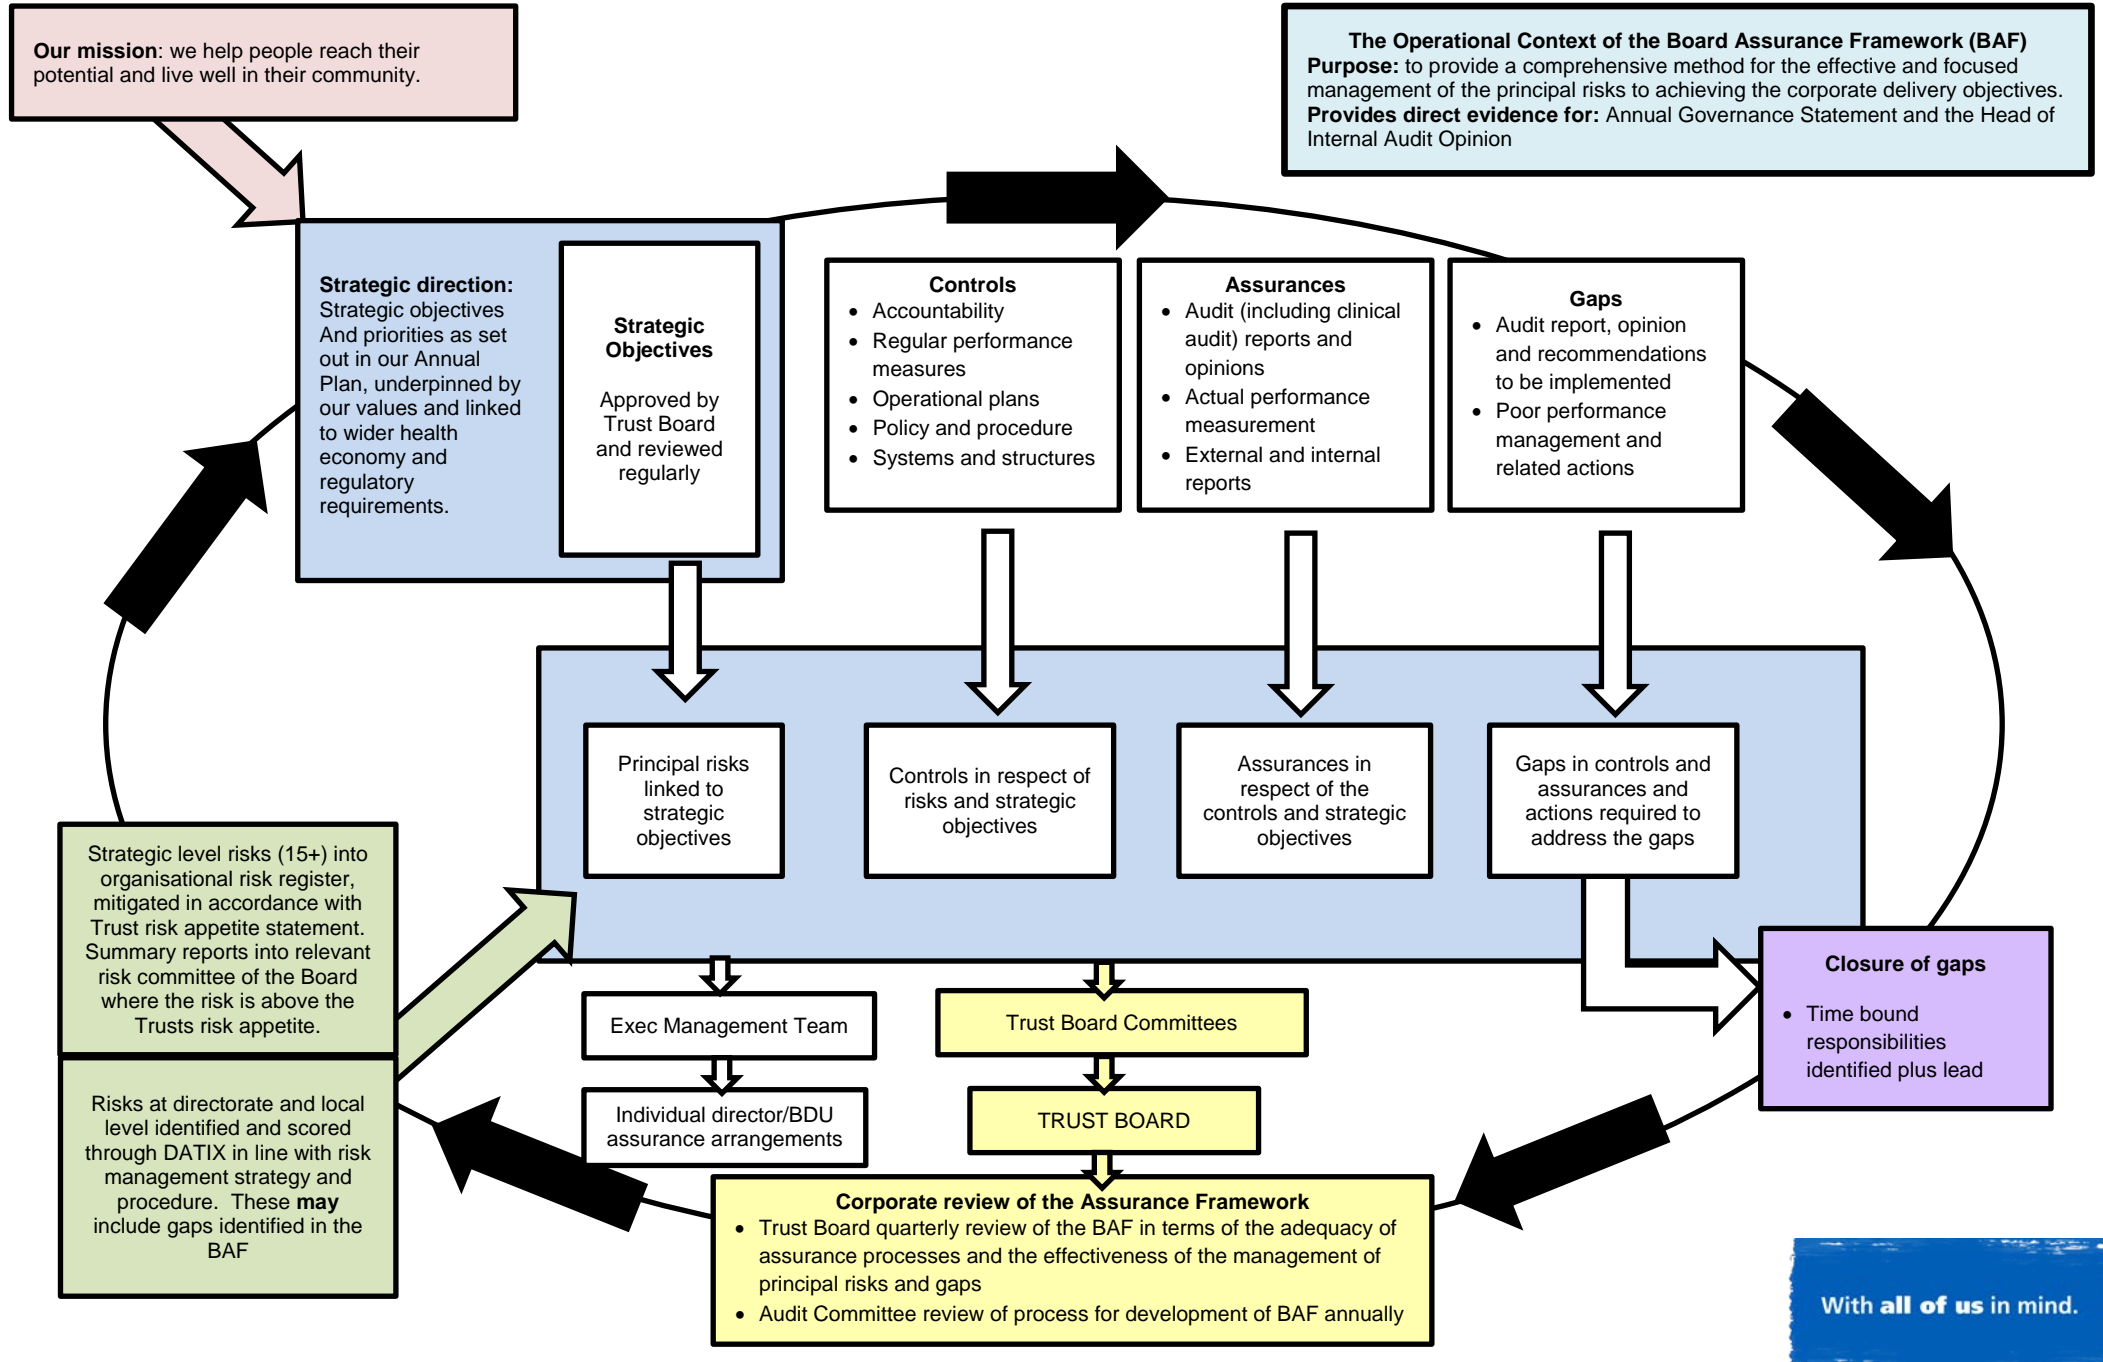 Our mission: we help people reach their
potential and live well in their community.
The Operational Context of the Board Assurance Framework (BAF)
Purpose: to provide a comprehensive method for the effective and focused
management of the principal risks to achieving the corporate delivery objectives.
Provides direct evidence for: Annual Governance Statement and the Head of
Internal Audit Opinion
Strategic direction:
Strategic objectives
And priorities as set
out in our Annual
Plan, underpinned by
our values and linked
to wider health
economy and
regulatory
requirements.
Strategic
Objectives
Approved by
Trust Board
and reviewed
regularly
Controls
• Accountability
• Regular performance
measures
• Operational plans
• Policy and procedure
• Systems and structures
Assurances
• Audit (including clinical
audit) reports and
opinions
• Actual performance
measurement
• External and internal
reports
Gaps
• Audit report, opinion
and recommendations
to be implemented
• Poor performance
management and
related actions
Principal risks
linked to
strategic
objectives
Controls in respect of
risks and strategic
objectives
Assurances in
respect of the
controls and strategic
objectives
Gaps in controls and
assurances and
actions required to
address the gaps
Strategic level risks (15+) into
organisational risk register,
mitigated in accordance with
Trust risk appetite statement.
Summary reports into relevant
risk committee of the Board
where the risk is above the
Trusts risk appetite.
Risks at directorate and local
level identified and scored
through DATIX in line with risk
management strategy and
procedure. These may
include gaps identified in the
BAF
Exec Management Team
Individual director/BDU
assurance arrangements
Trust Board Committees
TRUST BOARD
Closure of gaps
• Time bound
responsibilities
identified plus lead
Corporate review of the Assurance Framework
• Trust Board quarterly review of the BAF in terms of the adequacy of
assurance processes and the effectiveness of the management of
principal risks and gaps
• Audit Committee review of process for development of BAF annually
With all of us in mind.